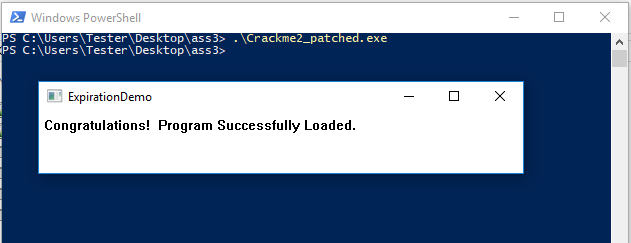 Windows PowerShell
PS C:\Users\Tester\Desktop\ass3> .\Crackme2_patched.exe
PS C:\Users\Tester\Desktop\ass3>
ExpirationDemo
Congratulations!  Program Successfully Loaded.